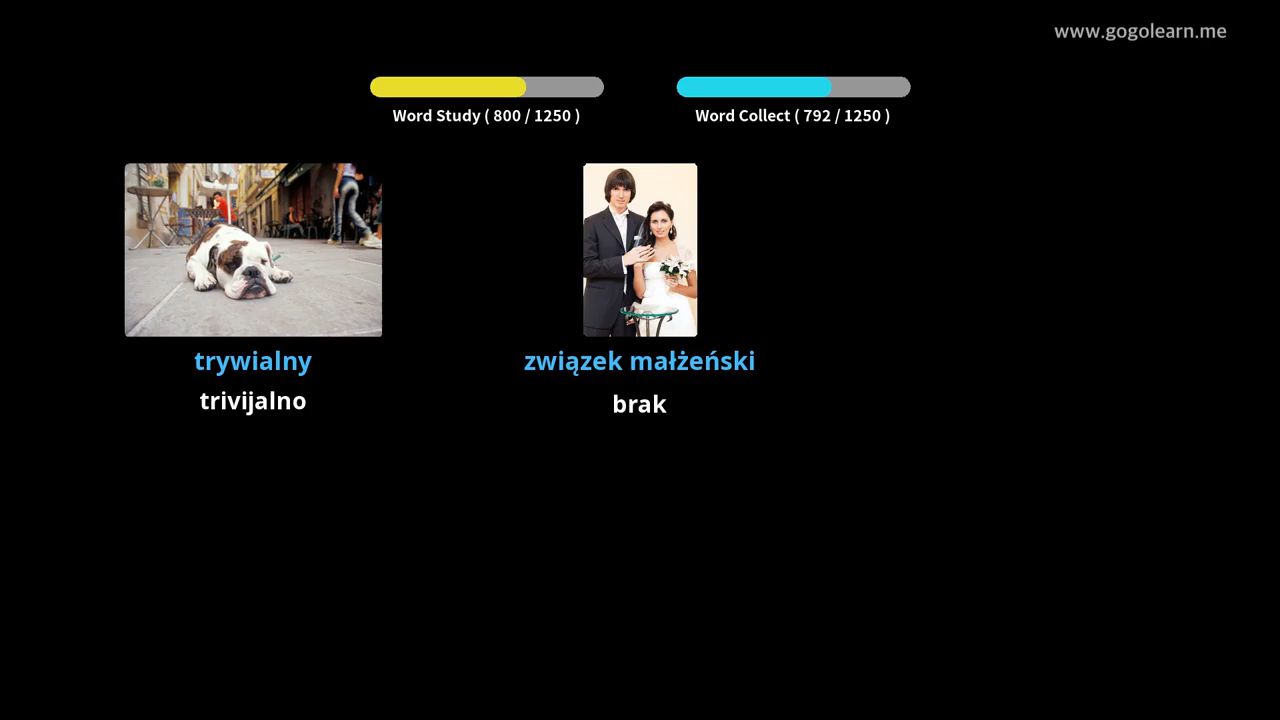 www.gogolearn.me
Word Study ( 800 / 1250 )
Word Collect ( 792 / 1250 )
trywialny
trivijalno
związek małżeński
brak